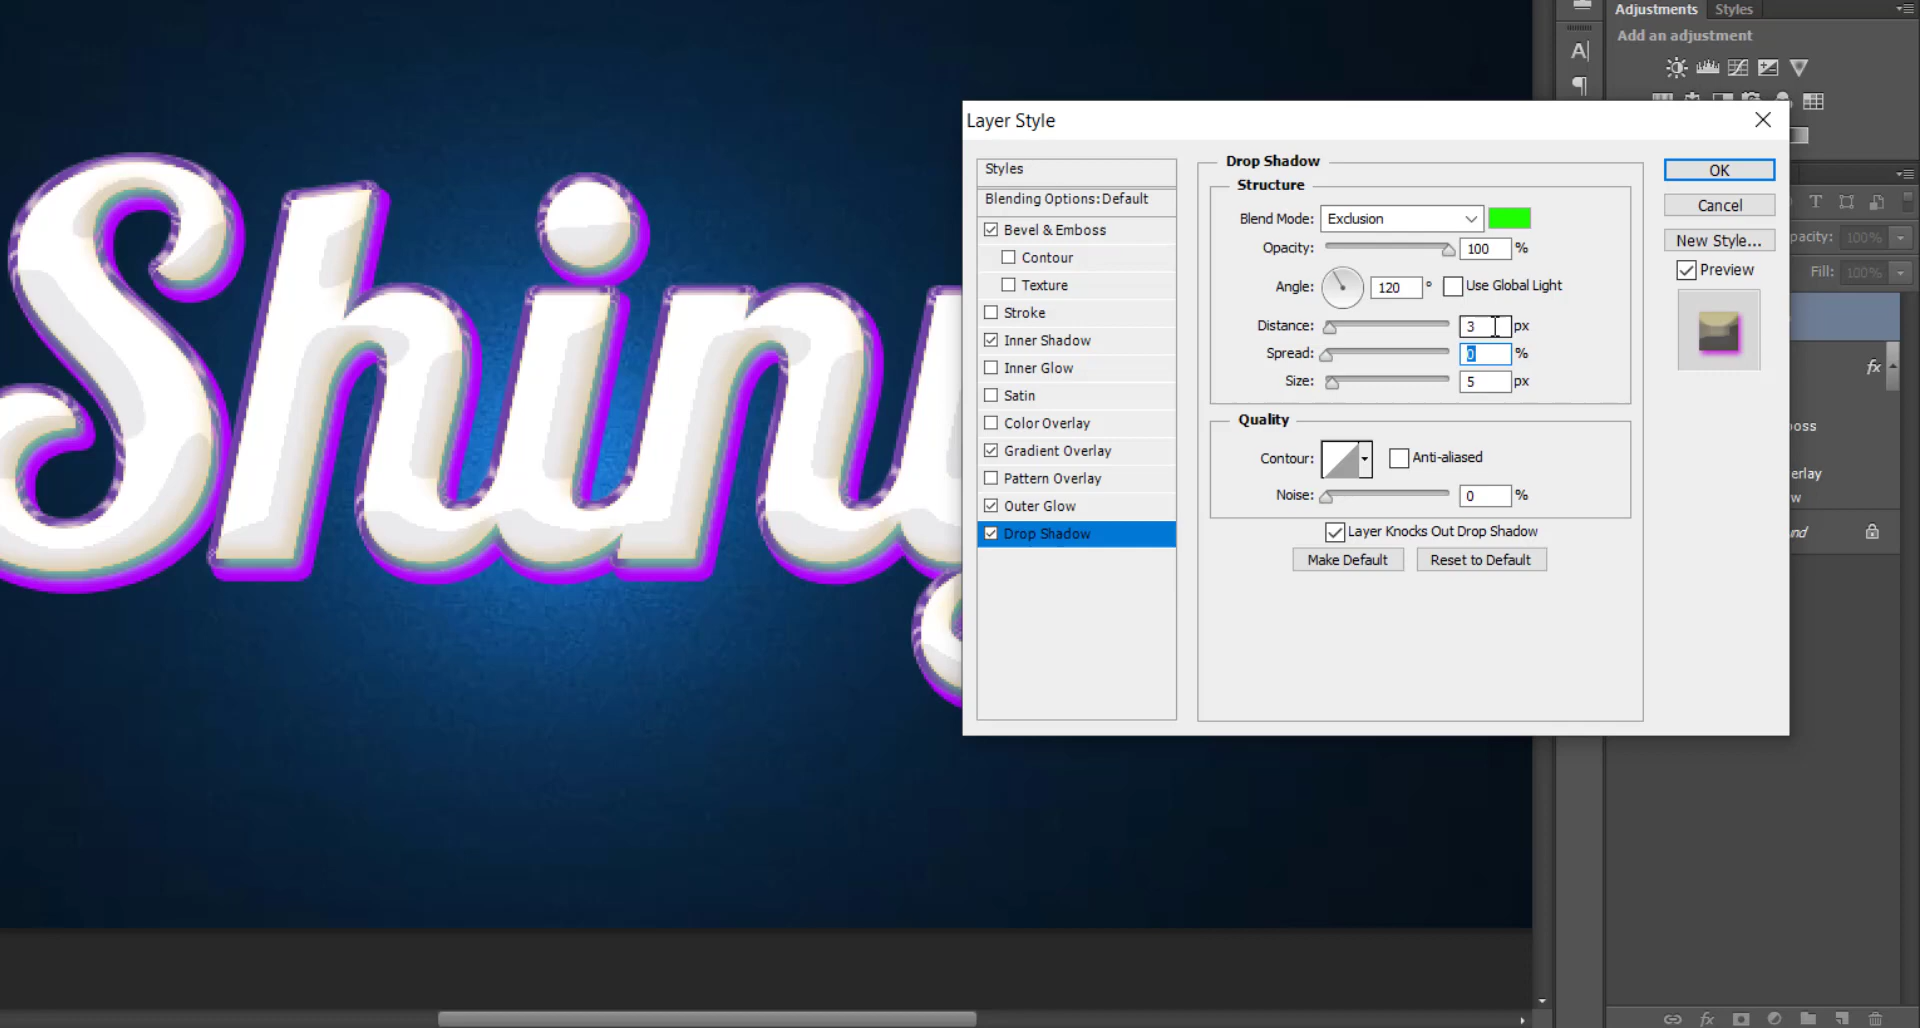 Adjustments Styles
Add an adjustment
A|
Layer Style
Styles
Blending Options: Default
Bevel & Emboss
Contour
Texture
Stroke
Inner Shadow
Inner Glow
Satin
Color Overlay
Gradient Overlay
Pattern Overlay
Outer Glow
Drop Shadow
Drop Shadow
Structure
Blend Mode: Exclusion
Opacity: 100 %
Angle: 120 ° Use Global Light
Distance: 3 px
Spread: 0 %
Size: 5 px
Quality
Contour: Anti-aliased
Noise: 0 %
Layer Knocks Out Drop Shadow
Make Default Reset to Default
OK
Cancel
New Style...
Preview
T
pacity: 100%
Fill: 100%
fx
oss
erlay
w
nd
fx
Shiny